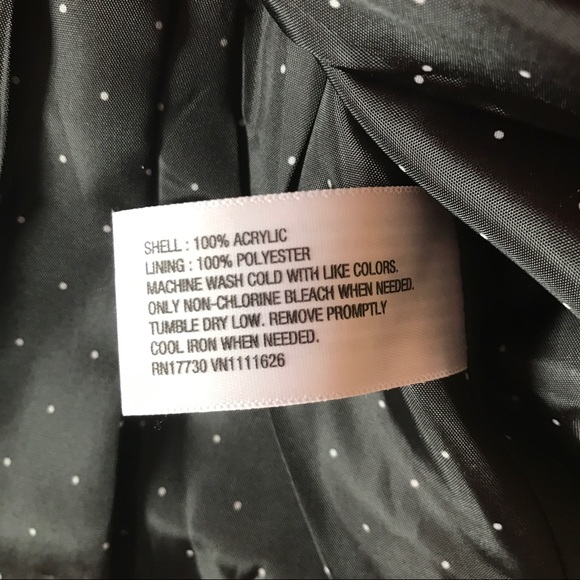 SHELL : 100% ACRYLIC
LINING : 100% POLYESTER
MACHINE WASH COLD WITH LIKE COLORS.
ONLY NON-CHLORINE BLEACH WHEN NEEDED.
TUMBLE DRY LOW. REMOVE PROMPTLY
COOL IRON WHEN NEEDED.
RN17730 VN1111626